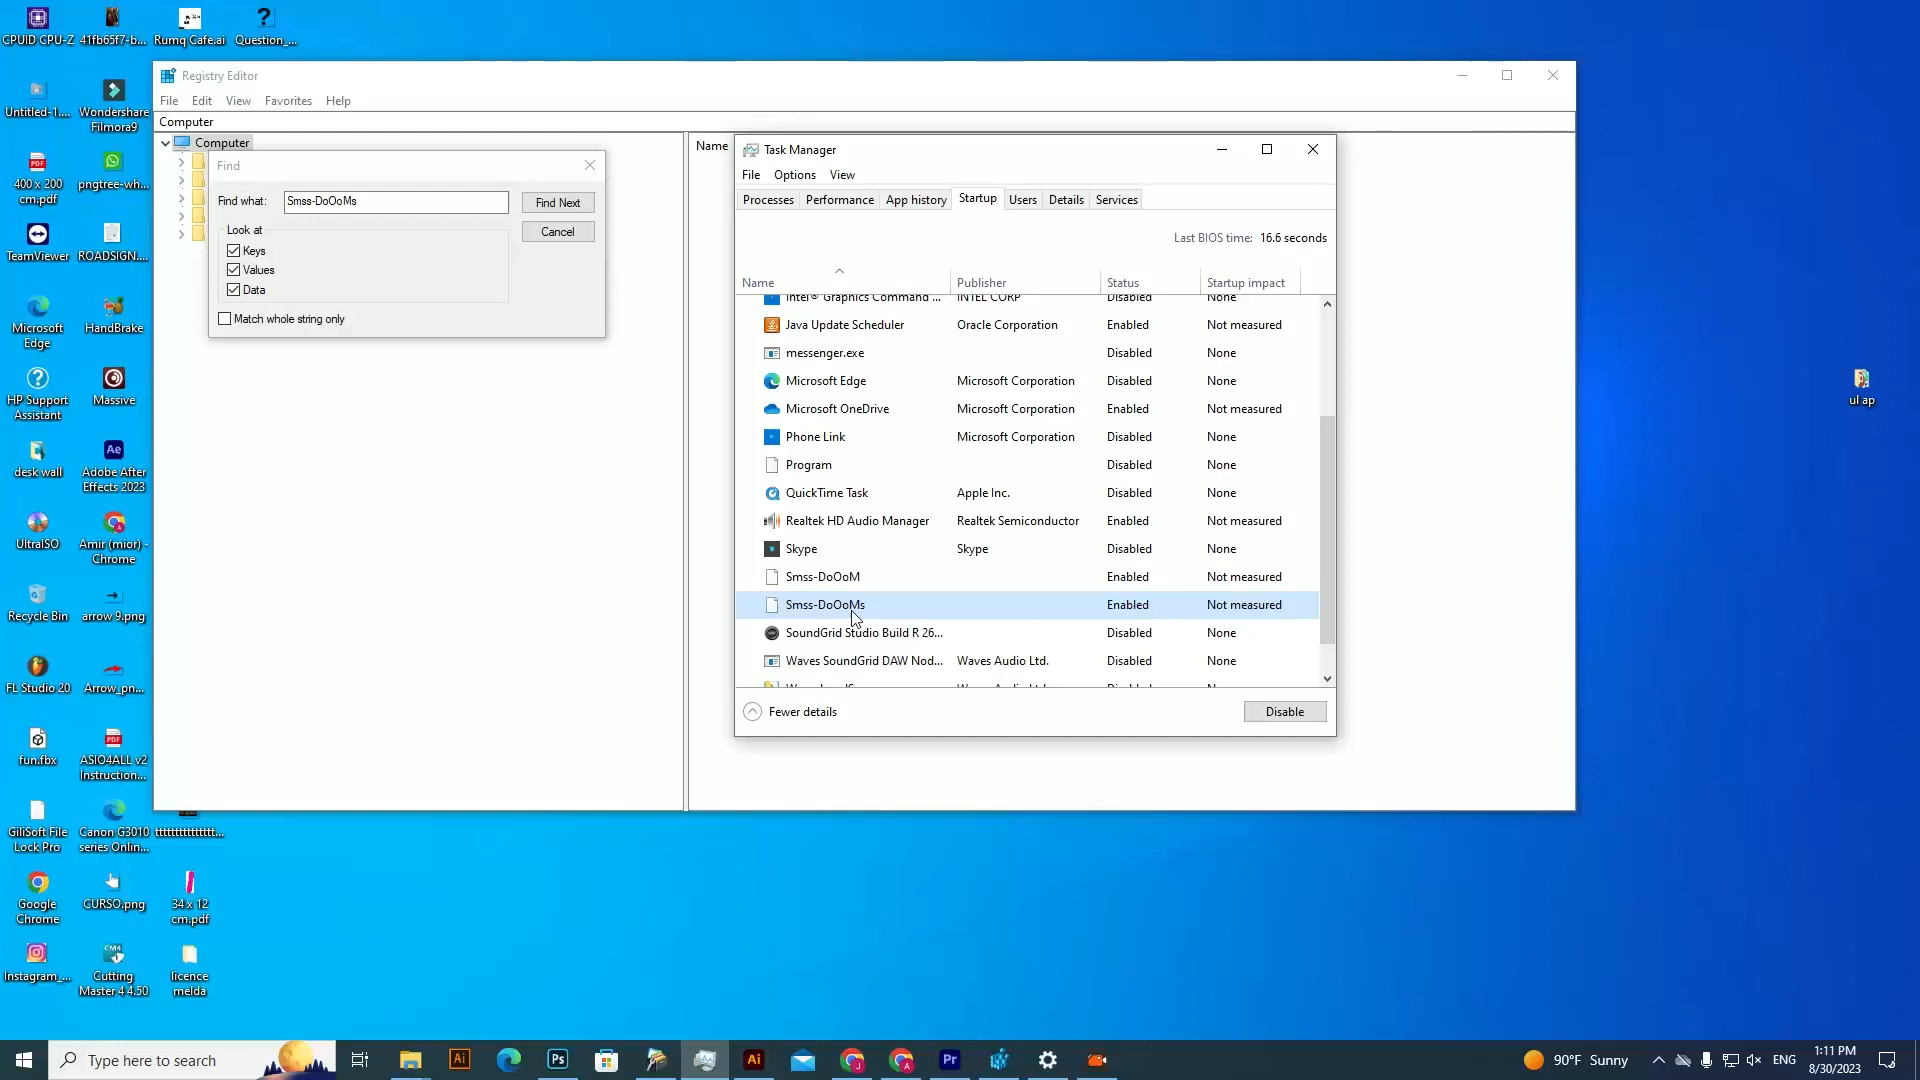 CPUID CPU-Z
41fb65f7-b...
Rumq Cafe.ai
Question_...
Untitled-1....
Wondershare
Filmora9
400 x 200
cm.pdf
pngtree-wh...
TeamViewer
ROADSIGN....
Microsoft
Edge
HandBrake
HP Support
Assistant
Massive
desk wall
Adobe After
Effects 2023
UltraISO
Amir (mior) -
Chrome
Recycle Bin
arrow 9.png
FL Studio 20
Arrow_pn...
fun.fbx
ASIO4ALL v2
Instruction...
GiliSoft File
Lock Pro
Canon G3010
series Onlin...
tttttttttttttttt...
Google
Chrome
CURSO.png
34 x 12
cm.pdf
Instagram_...
Cutting
Master 4 4.50
licence
melda
ul ap
Registry Editor
File Edit View Favorites Help
Computer
Computer
Name
Find
Find what: Smss-DoOoMs
Find Next
Look at
Cancel
Keys
Values
Data
Match whole string only
Task Manager
File Options View
Processes Performance App history Startup Users Details Services
Last BIOS time: 16.6 seconds
Name Publisher Status Startup impact
Intel® Graphics Command ... INTEL CORP Disabled None
Java Update Scheduler Oracle Corporation Enabled Not measured
messenger.exe Disabled None
Microsoft Edge Microsoft Corporation Disabled None
Microsoft OneDrive Microsoft Corporation Enabled Not measured
Phone Link Microsoft Corporation Disabled None
Program Disabled None
QuickTime Task Apple Inc. Disabled None
Realtek HD Audio Manager Realtek Semiconductor Enabled Not measured
Skype Skype Disabled None
Smss-DoOoM Enabled Not measured
Smss-DoOoMs Enabled Not measured
SoundGrid Studio Build R 26... Disabled None
Waves SoundGrid DAW Nod... Waves Audio Ltd. Disabled None
Fewer details
Disable
Type here to search
90°F Sunny
ENG
1:11 PM
8/30/2023